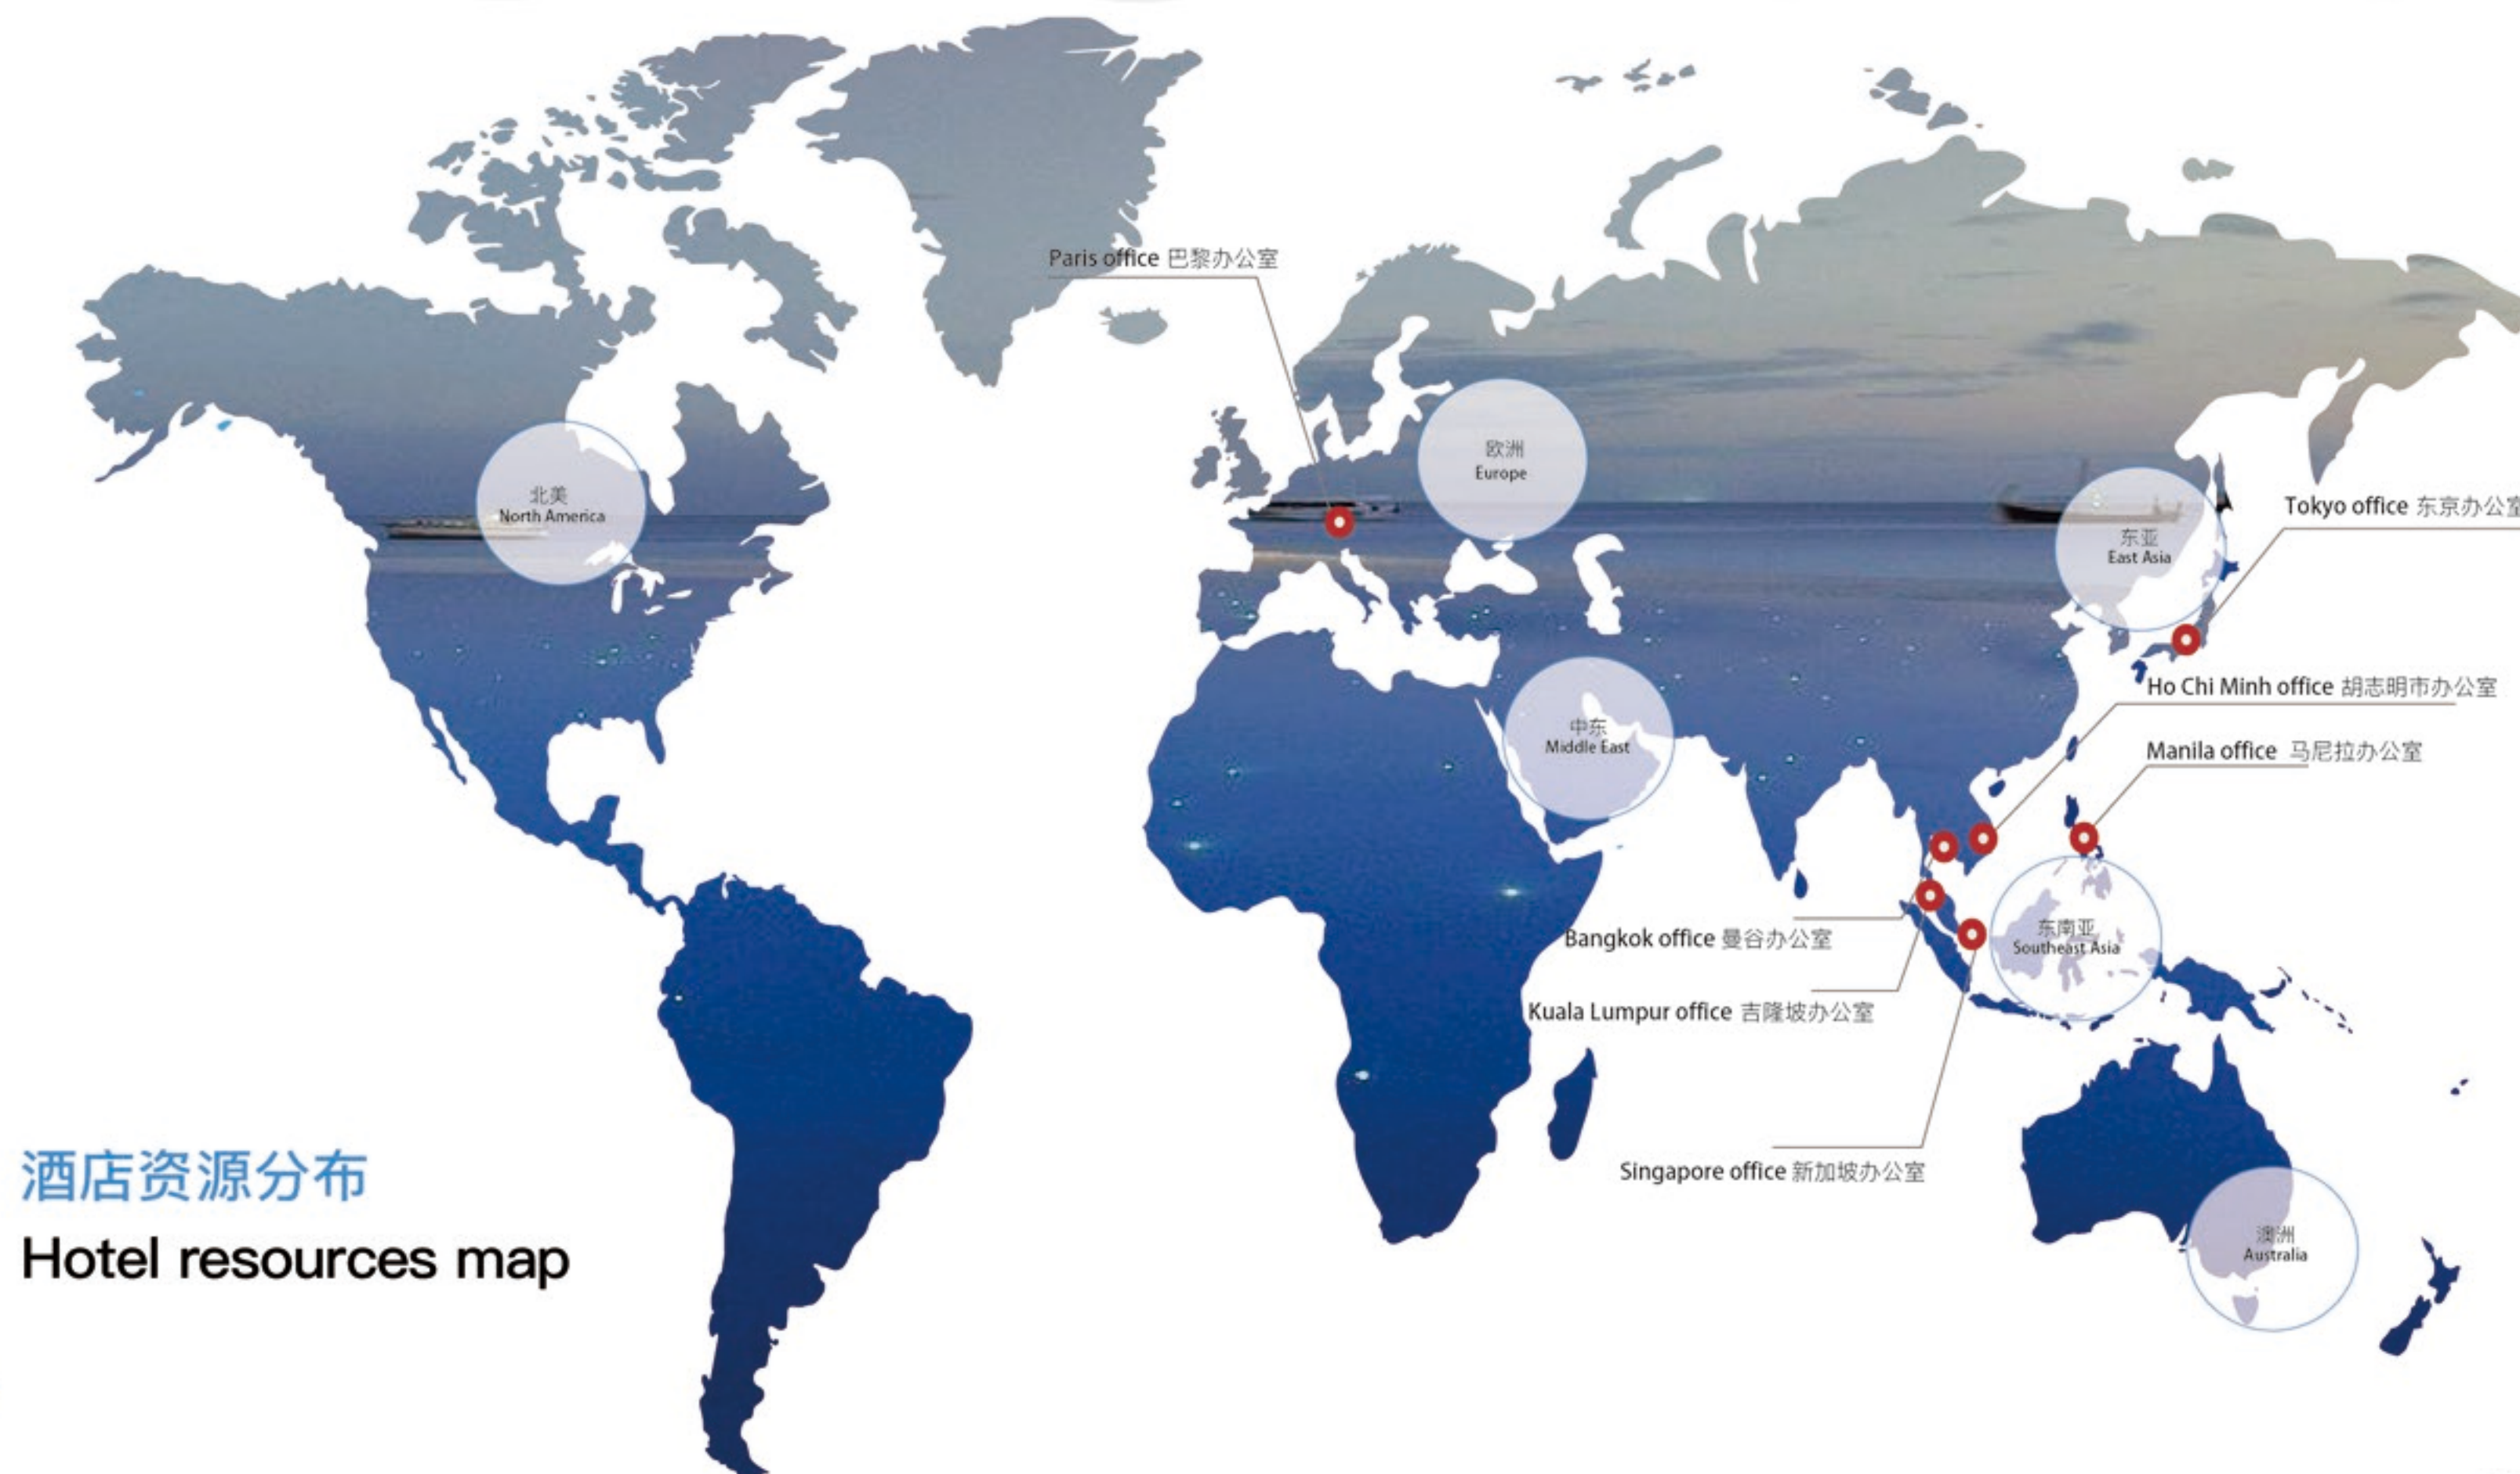 Paris office 巴黎办公室
欧洲
Europe
北美
North America
Tokyo office 东京办公室
东亚
East Asia
Ho Chi Minh office 胡志明市办公室
中东
Middle East
Manila office 马尼拉办公室
Bangkok office 曼谷办公室
东南亚
Southeast Asia
Kuala Lumpur office 吉隆坡办公室
Singapore office 新加坡办公室
酒店资源分布
Hotel resources map
澳洲
Australia